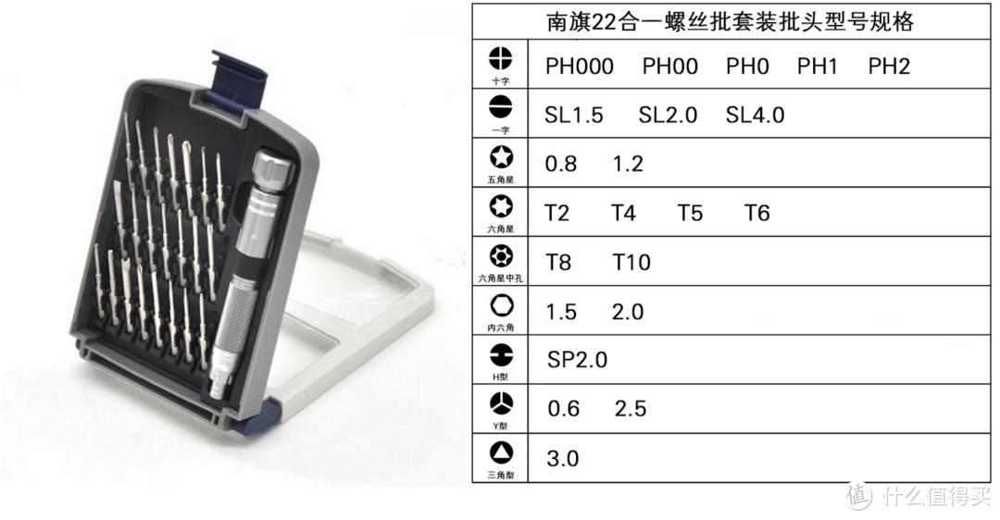 南旗22合一螺丝批套装批头型号规格
十字 PH000 PH00 PH0 PH1 PH2
一字 SL1.5 SL2.0 SL4.0
五角星 0.8 1.2
六角星 T2 T4 T5 T6
六角星中孔 T8 T10
内六角 1.5 2.0
H型 SP2.0
Y型 0.6 2.5
三角型 3.0
值 什么值得买